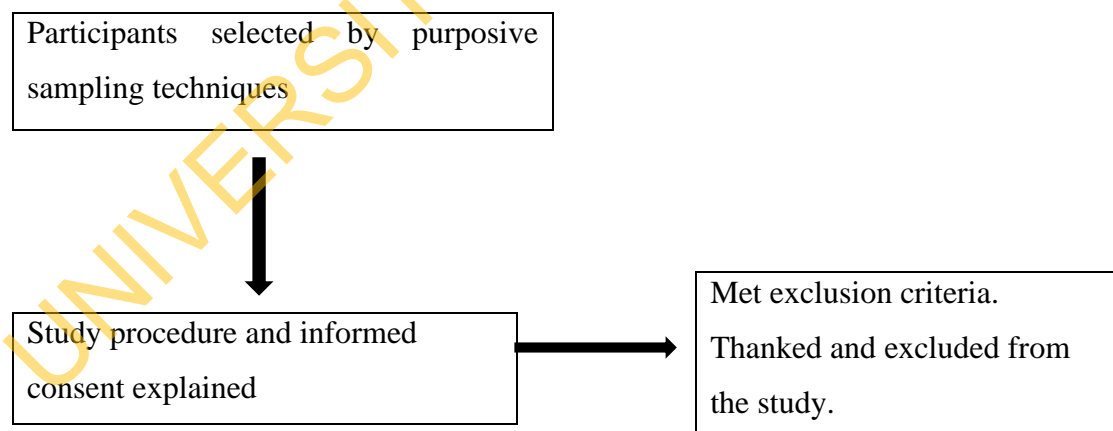 Participants selected by purposive
sampling techniques
UNIVERSIT
Study procedure and informed
consent explained
Met exclusion criteria.
Thanked and excluded from
the study.